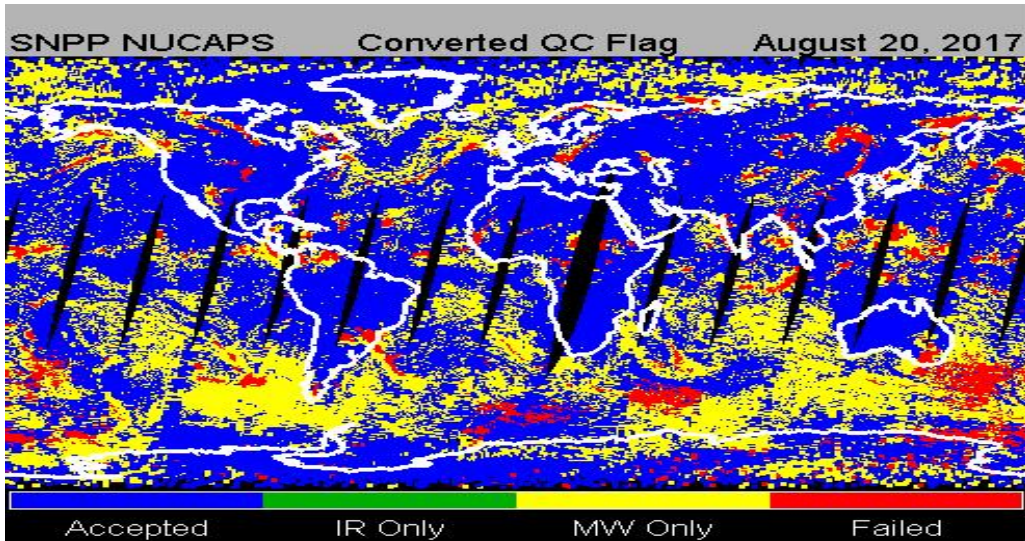 SNPP NUCAPS Converted QC Flag August 20, 2017
Accepted IR Only MW Only Failed